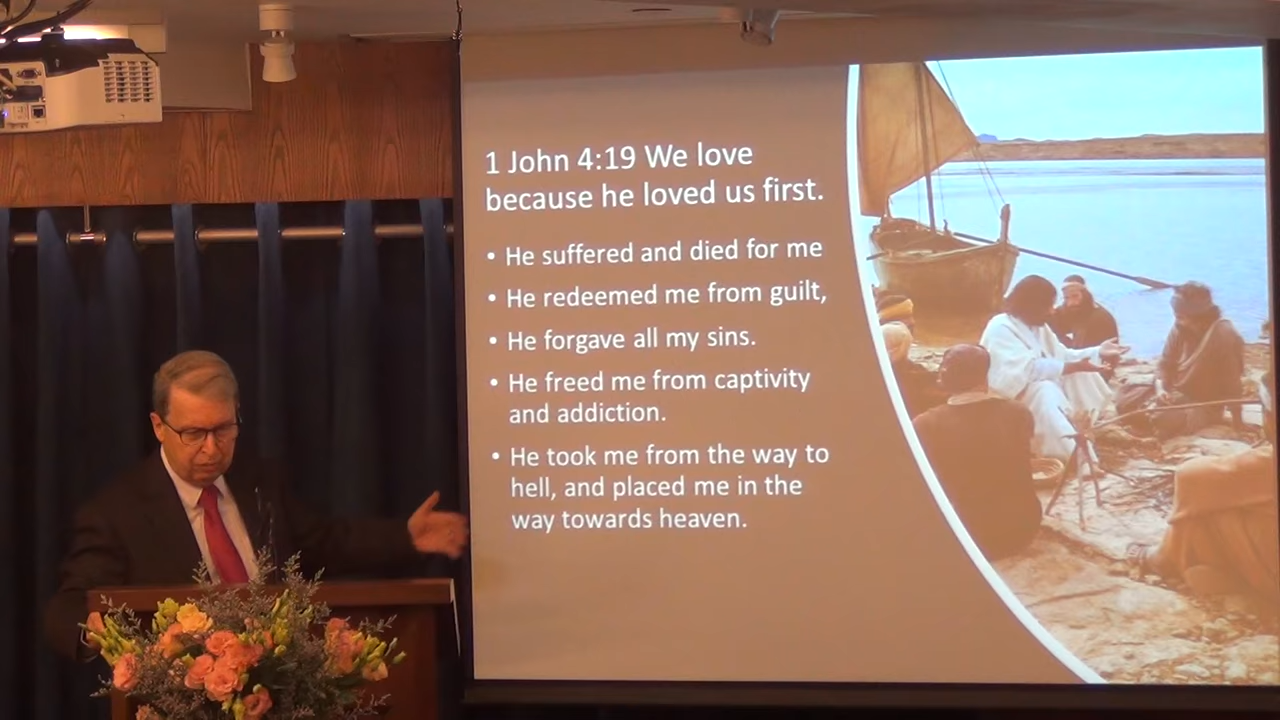 1 John 4:19 We love
because he loved us first.
• He suffered and died for me
• He redeemed me from guilt,
• He forgave all my sins.
• He freed me from captivity
and addiction.
• He took me from the way to
hell, and placed me in the
way towards heaven.